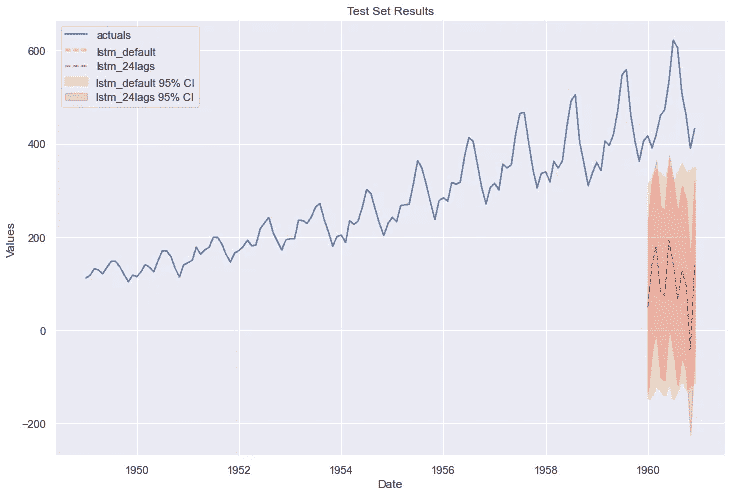 Test Set Results
actuals
lstm_default
lstm_24lags
lstm_default 95% CI
lstm_24lags 95% CI
600
400
200
0
−200
Values
1950 1952 1954 1956 1958 1960
Date